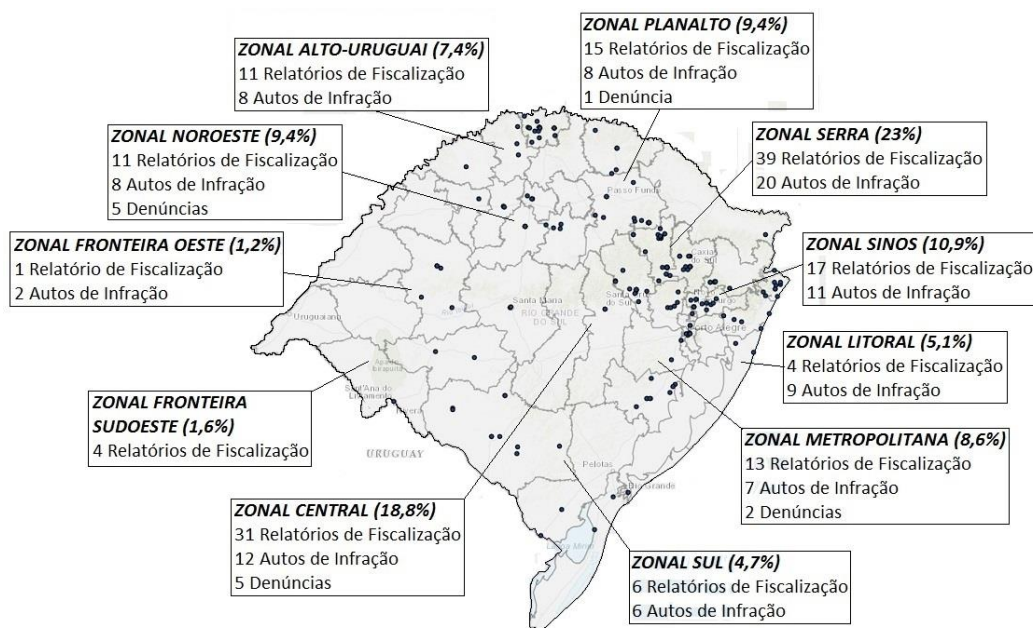 ZONAL PLANALTO (9,4%)
15 Relatórios de Fiscalização
8 Autos de Infração
1 Denúncia
ZONAL ALTO-URUGUAI (7,4%)
11 Relatórios de Fiscalização
8 Autos de Infração
ZONAL NOROESTE (9,4%)
11 Relatórios de Fiscalização
8 Autos de Infração
5 Denúncias
ZONAL SERRA (23%)
39 Relatórios de Fiscalização
20 Autos de Infração
ZONAL FRONTEIRA OESTE (1,2%)
1 Relatório de Fiscalização
2 Autos de Infração
ZONAL SINOS (10,9%)
17 Relatórios de Fiscalização
11 Autos de Infração
ZONAL LITORAL (5,1%)
4 Relatórios de Fiscalização
9 Autos de Infração
ZONAL FRONTEIRA
SUDOESTE (1,6%)
4 Relatórios de Fiscalização
ZONAL METROPOLITANA (8,6%)
13 Relatórios de Fiscalização
7 Autos de Infração
2 Denúncias
ZONAL CENTRAL (18,8%)
31 Relatórios de Fiscalização
12 Autos de Infração
5 Denúncias
ZONAL SUL (4,7%)
6 Relatórios de Fiscalização
6 Autos de Infração
Passo Fundo
Santa Maria
RIO GRANDE
DO SUL
Uruguaiana
URUGUAY
Pelotas